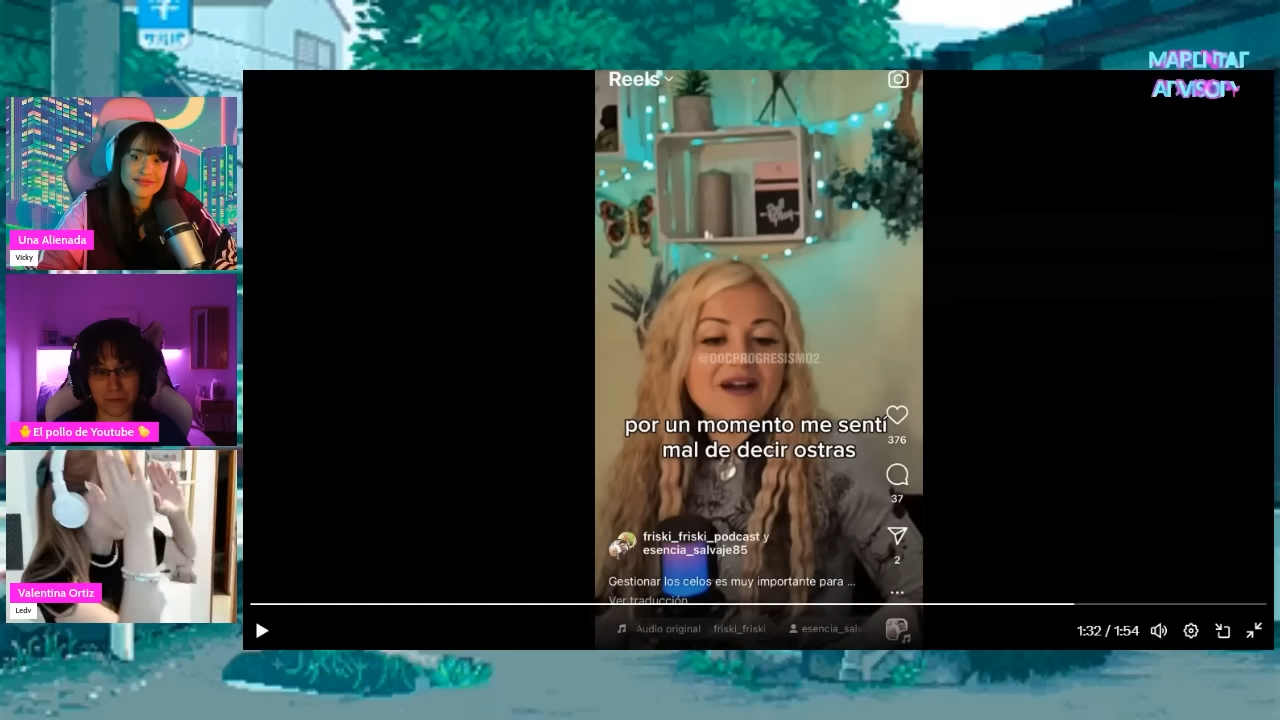 Una Alienada
Vicky
El pollo de Youtube
Valentina Ortiz
Ledv
Reels
@DOCPROGRESISMO2
por un momento me sentí
mal de decir ostras
376
37
2
friski_friski_podcast y
esencia_salvaje85
Gestionar los celos es muy importante para ...
Ver traducción
Audio original friski_friski esencia_salv
1:32 / 1:54